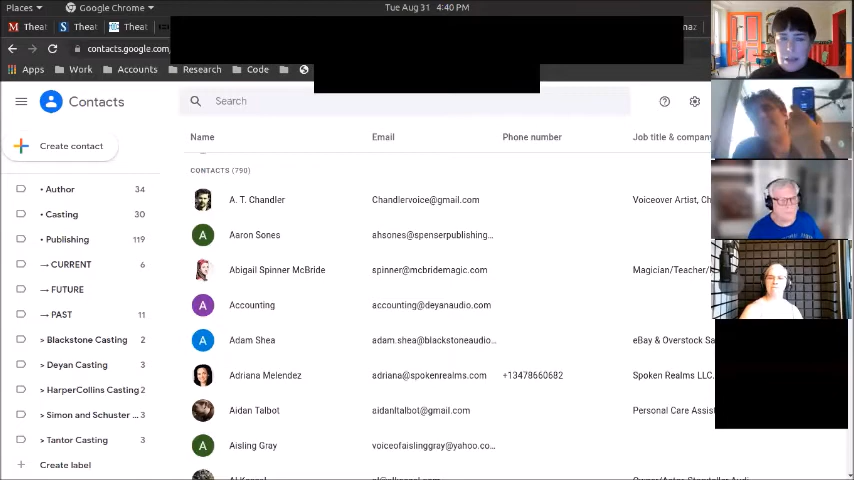 Places Google Chrome Tue Aug 31 4:40 PM
Theat Theat Theat
contacts.google.com
Apps Work Accounts Research Code
Contacts Search
Create contact
Name Email Phone number Job title & company
CONTACTS (790)
• Author 34
• Casting 30
• Publishing 119
→ CURRENT 6
→ FUTURE
→ PAST 11
> Blackstone Casting 2
> Deyan Casting 3
> HarperCollins Casting 2
> Simon and Schuster ... 3
> Tantor Casting 3
Create label
A. T. Chandler Chandlervoice@gmail.com Voiceover Artist, Ch
A Aaron Sones ahsones@spenserpublishing...
Abigail Spinner McBride spinner@mcbridemagic.com Magician/Teacher/
A Accounting accounting@deyanaudio.com
A Adam Shea adam.shea@blackstoneaudio... eBay & Overstock Sa
Adriana Melendez adriana@spokenrealms.com +13478660682 Spoken Realms LLC.
Aidan Talbot aidanltalbot@gmail.com Personal Care Assis
A Aisling Gray voiceofaislinggray@yahoo.co...